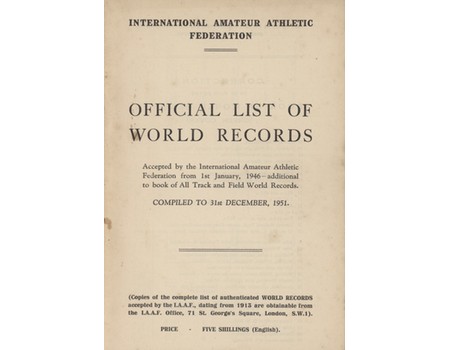 INTERNATIONAL AMATEUR ATHLETIC
FEDERATION
OFFICIAL LIST OF
WORLD RECORDS
Accepted by the International Amateur Athletic
Federation from 1st January, 1946—additional
to book of All Track and Field World Records.
COMPILED TO 31st DECEMBER, 1951.
(Copies of the complete list of authenticated WORLD RECORDS
accepted by the I.A.A.F., dating from 1913 are obtainable from
the I.A.A.F. Office, 71 St. George's Square, London, S.W.1).
PRICE - FIVE SHILLINGS (English).